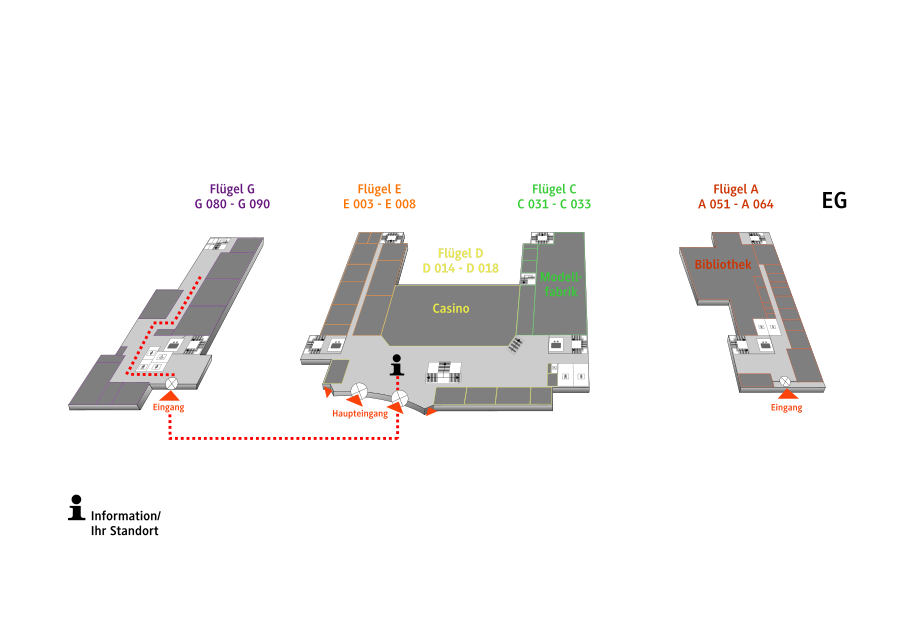 Flügel G
G 080 - G 090
Flügel E
E 003 - E 008
Flügel C
C 031 - C 033
Flügel A
A 051 - A 064
EG
Flügel D
D 014 - D 018
Bibliothek
Modell-
fabrik
Casino
Eingang
Haupteingang
Eingang
Information/
Ihr Standort